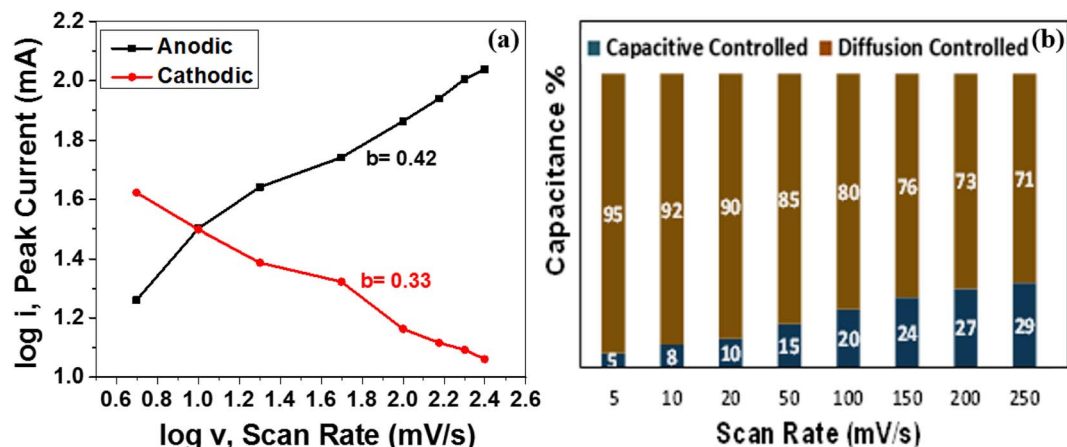 (a)
Anodic
Cathodic
log i, Peak Current (mA)
2.2
2.0
1.8
1.6
1.4
1.2
1.0
b= 0.42
b= 0.33
0.6 0.8 1.0 1.2 1.4 1.6 1.8 2.0 2.2 2.4 2.6
log v, Scan Rate (mV/s)
(b)
Capacitive Controlled Diffusion Controlled
Capacitance %
95 92 90 85 80 76 73 71
5 8 10 15 20 24 27 29
5 10 20 50 100 150 200 250
Scan Rate (mV/s)